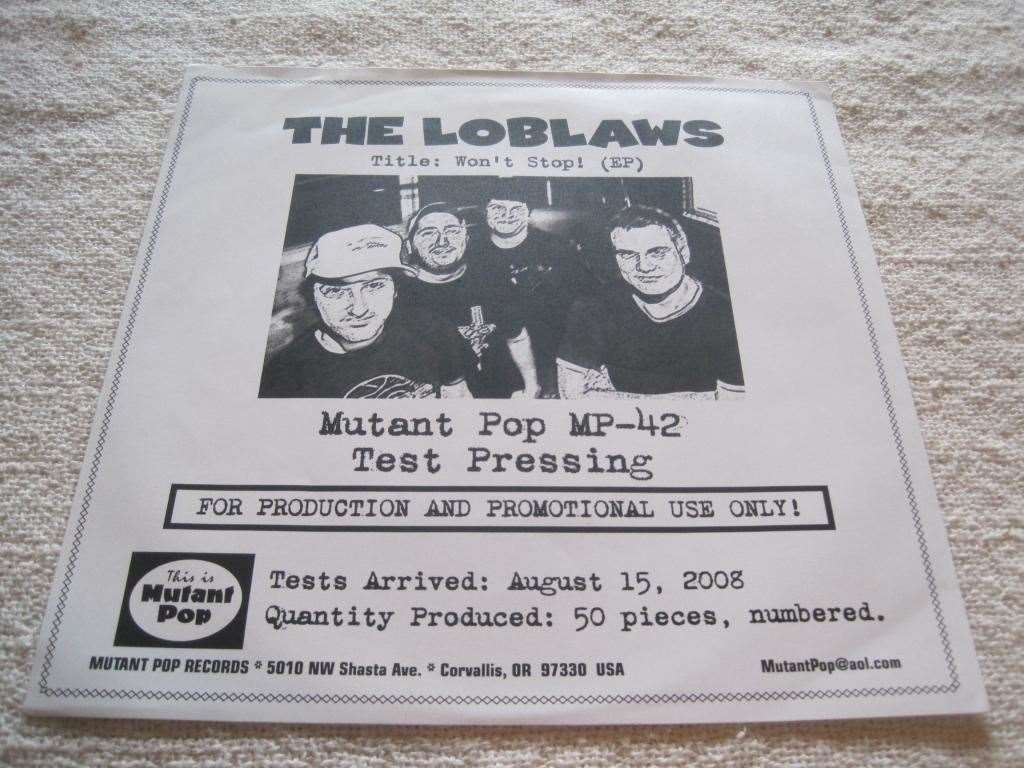 THE LOBLAWS
Title: Won't Stop! (EP)
Mutant Pop MP-42
Test Pressing
FOR PRODUCTION AND PROMOTIONAL USE ONLY!
This is
Mutant
Pop
Tests Arrived: August 15, 2008
Quantity Produced: 50 pieces, numbered.
MUTANT POP RECORDS * 5010 NW Shasta Ave. * Corvallis, OR 97330 USA
MutantPop@aol.com